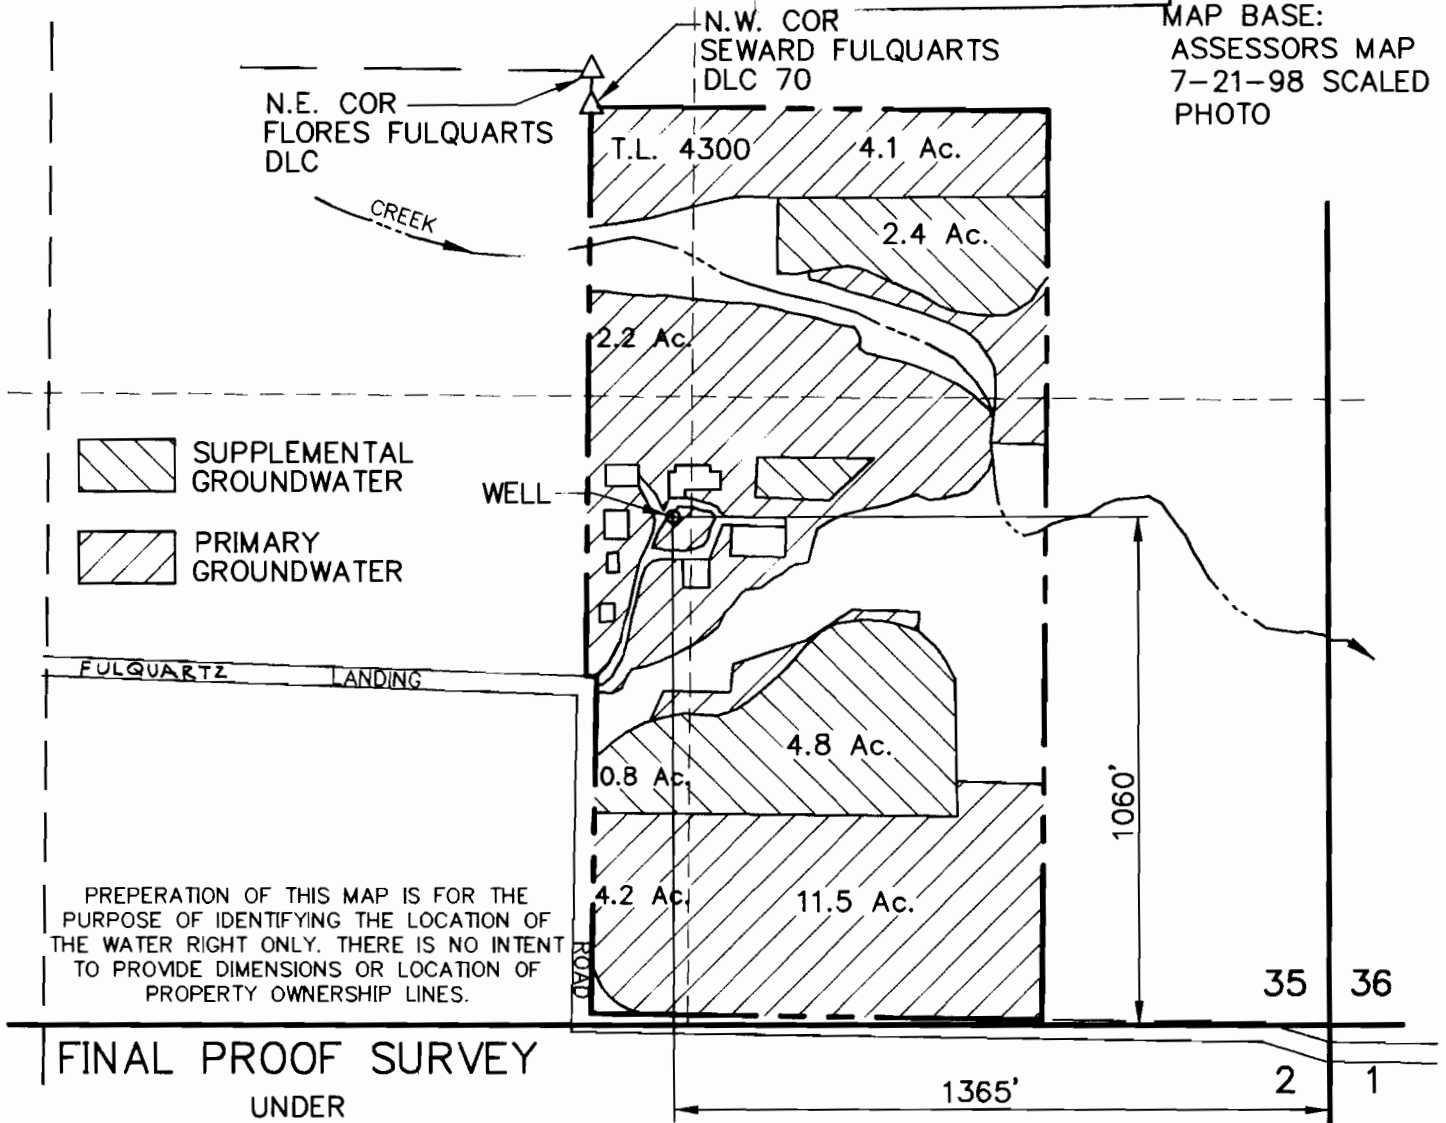 N.W. COR
SEWARD FULQUARTS
DLC 70
MAP BASE:
ASSESSORS MAP
7-21-98 SCALED
PHOTO
N.E. COR
FLORES FULQUARTS
DLC
T.L. 4300
4.1 Ac.
CREEK
2.4 Ac.
2.2 Ac.
SUPPLEMENTAL
GROUNDWATER
WELL
PRIMARY
GROUNDWATER
FULQUARTZ LANDING
4.8 Ac.
0.8 Ac.
1060'
4.2 Ac.
11.5 Ac.
PREPERATION OF THIS MAP IS FOR THE
PURPOSE OF IDENTIFYING THE LOCATION OF
THE WATER RIGHT ONLY. THERE IS NO INTENT
TO PROVIDE DIMENSIONS OR LOCATION OF
PROPERTY OWNERSHIP LINES.
ROAD
35 36
FINAL PROOF SURVEY
UNDER
1365'
2 1